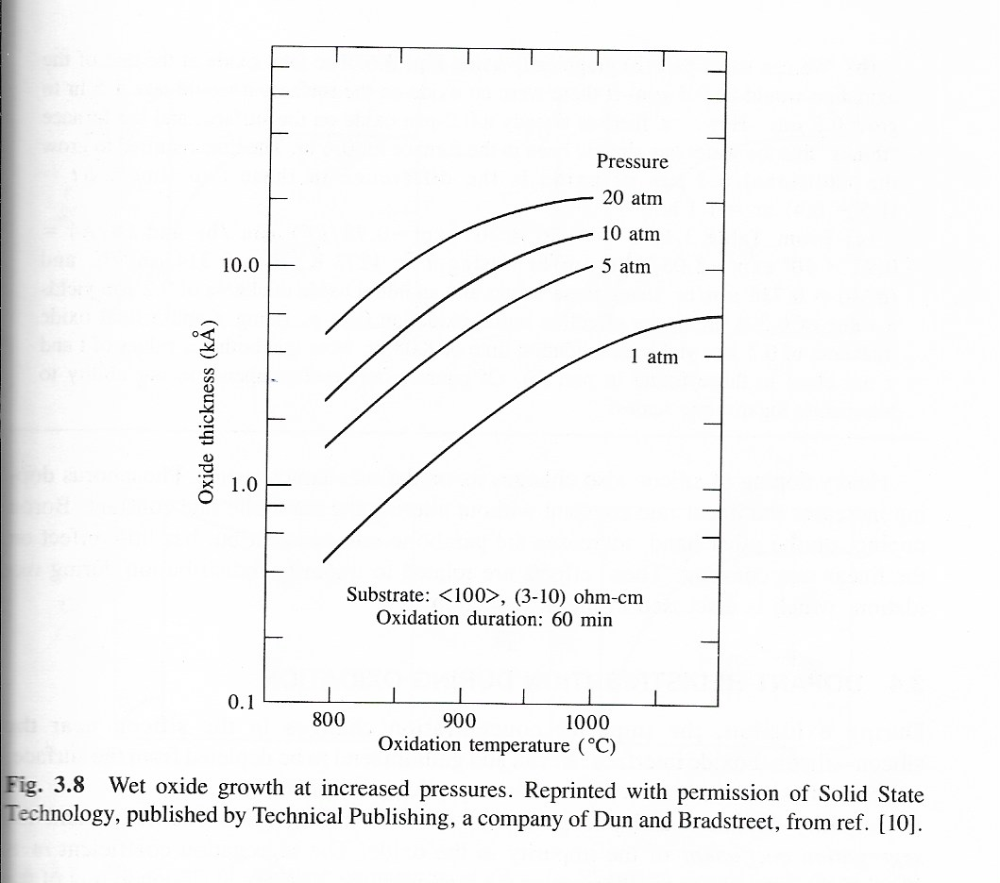 Pressure
20 atm
10 atm
5 atm
1 atm
10.0
1.0
0.1
Oxide thickness (kÅ)
Substrate: <100>, (3-10) ohm-cm
Oxidation duration: 60 min
800 900 1000
Oxidation temperature (°C)
Fig. 3.8 Wet oxide growth at increased pressures. Reprinted with permission of Solid State
Technology, published by Technical Publishing, a company of Dun and Bradstreet, from ref. [10].